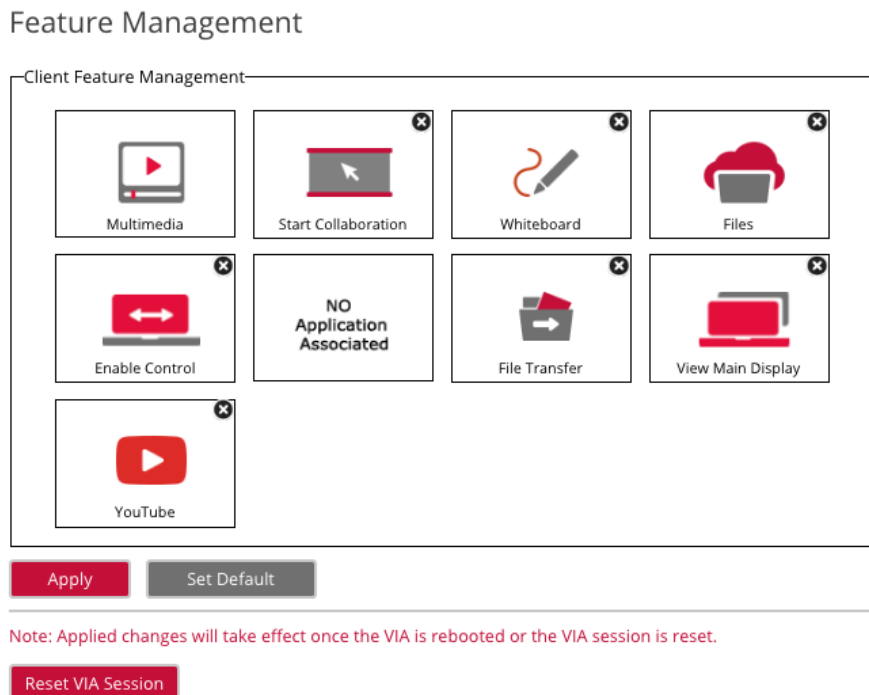 Feature Management
Client Feature Management
Multimedia
Start Collaboration
Whiteboard
Files
Enable Control
NO
Application
Associated
File Transfer
View Main Display
YouTube
Apply
Set Default
Note: Applied changes will take effect once the VIA is rebooted or the VIA session is reset.
Reset VIA Session